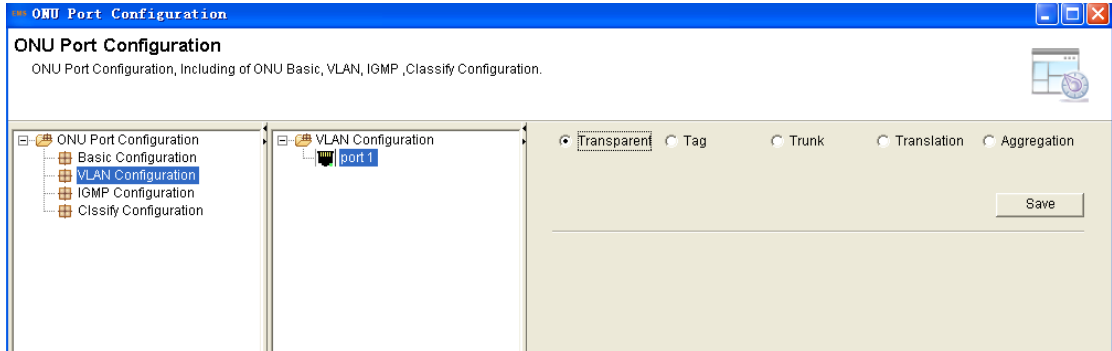 EMS ONU Port Configuration
ONU Port Configuration
ONU Port Configuration, Including of ONU Basic, VLAN, IGMP ,Classify Configuration.
ONU Port Configuration
Basic Configuration
VLAN Configuration
IGMP Configuration
Clssify Configuration
VLAN Configuration
port 1
Transparent Tag Trunk Translation Aggregation
Save